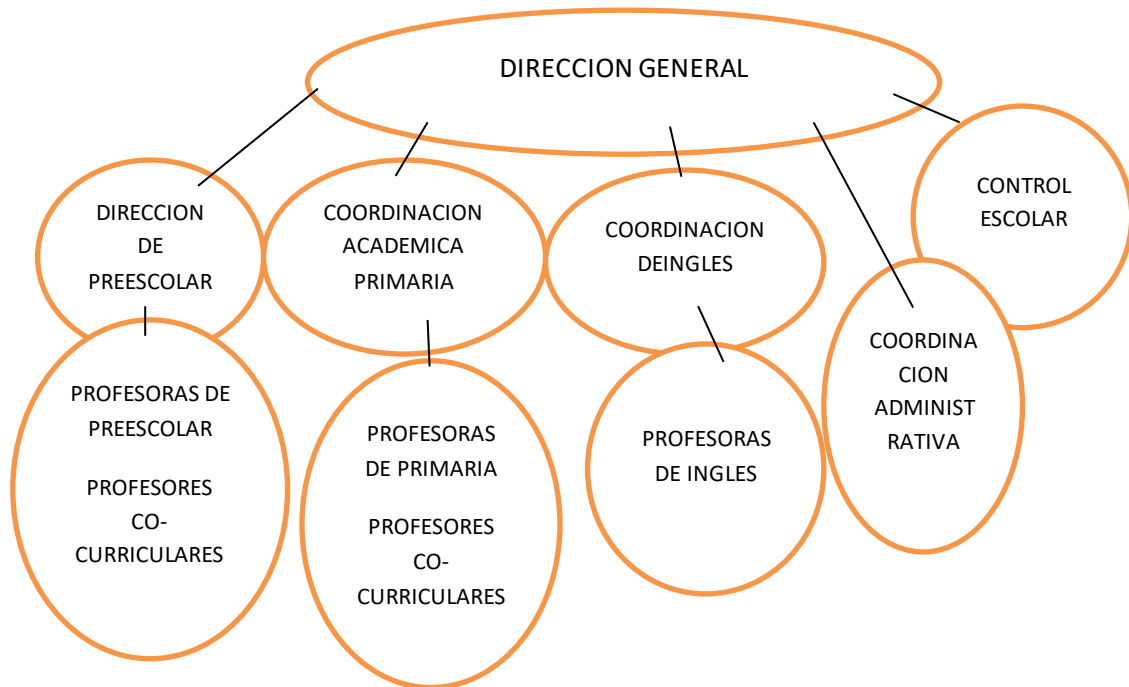 DIRECCION GENERAL
DIRECCION
DE
PREESCOLAR
COORDINACION
ACADEMICA
PRIMARIA
COORDINACION
DEINGLES
CONTROL
ESCOLAR
PROFESORAS DE
PREESCOLAR
PROFESORES
CO-
CURRICULARES
PROFESORAS
DE PRIMARIA
PROFESORES
CO-
CURRICULARES
PROFESORAS
DE INGLES
COORDINA
CION
ADMINIST
RATIVA